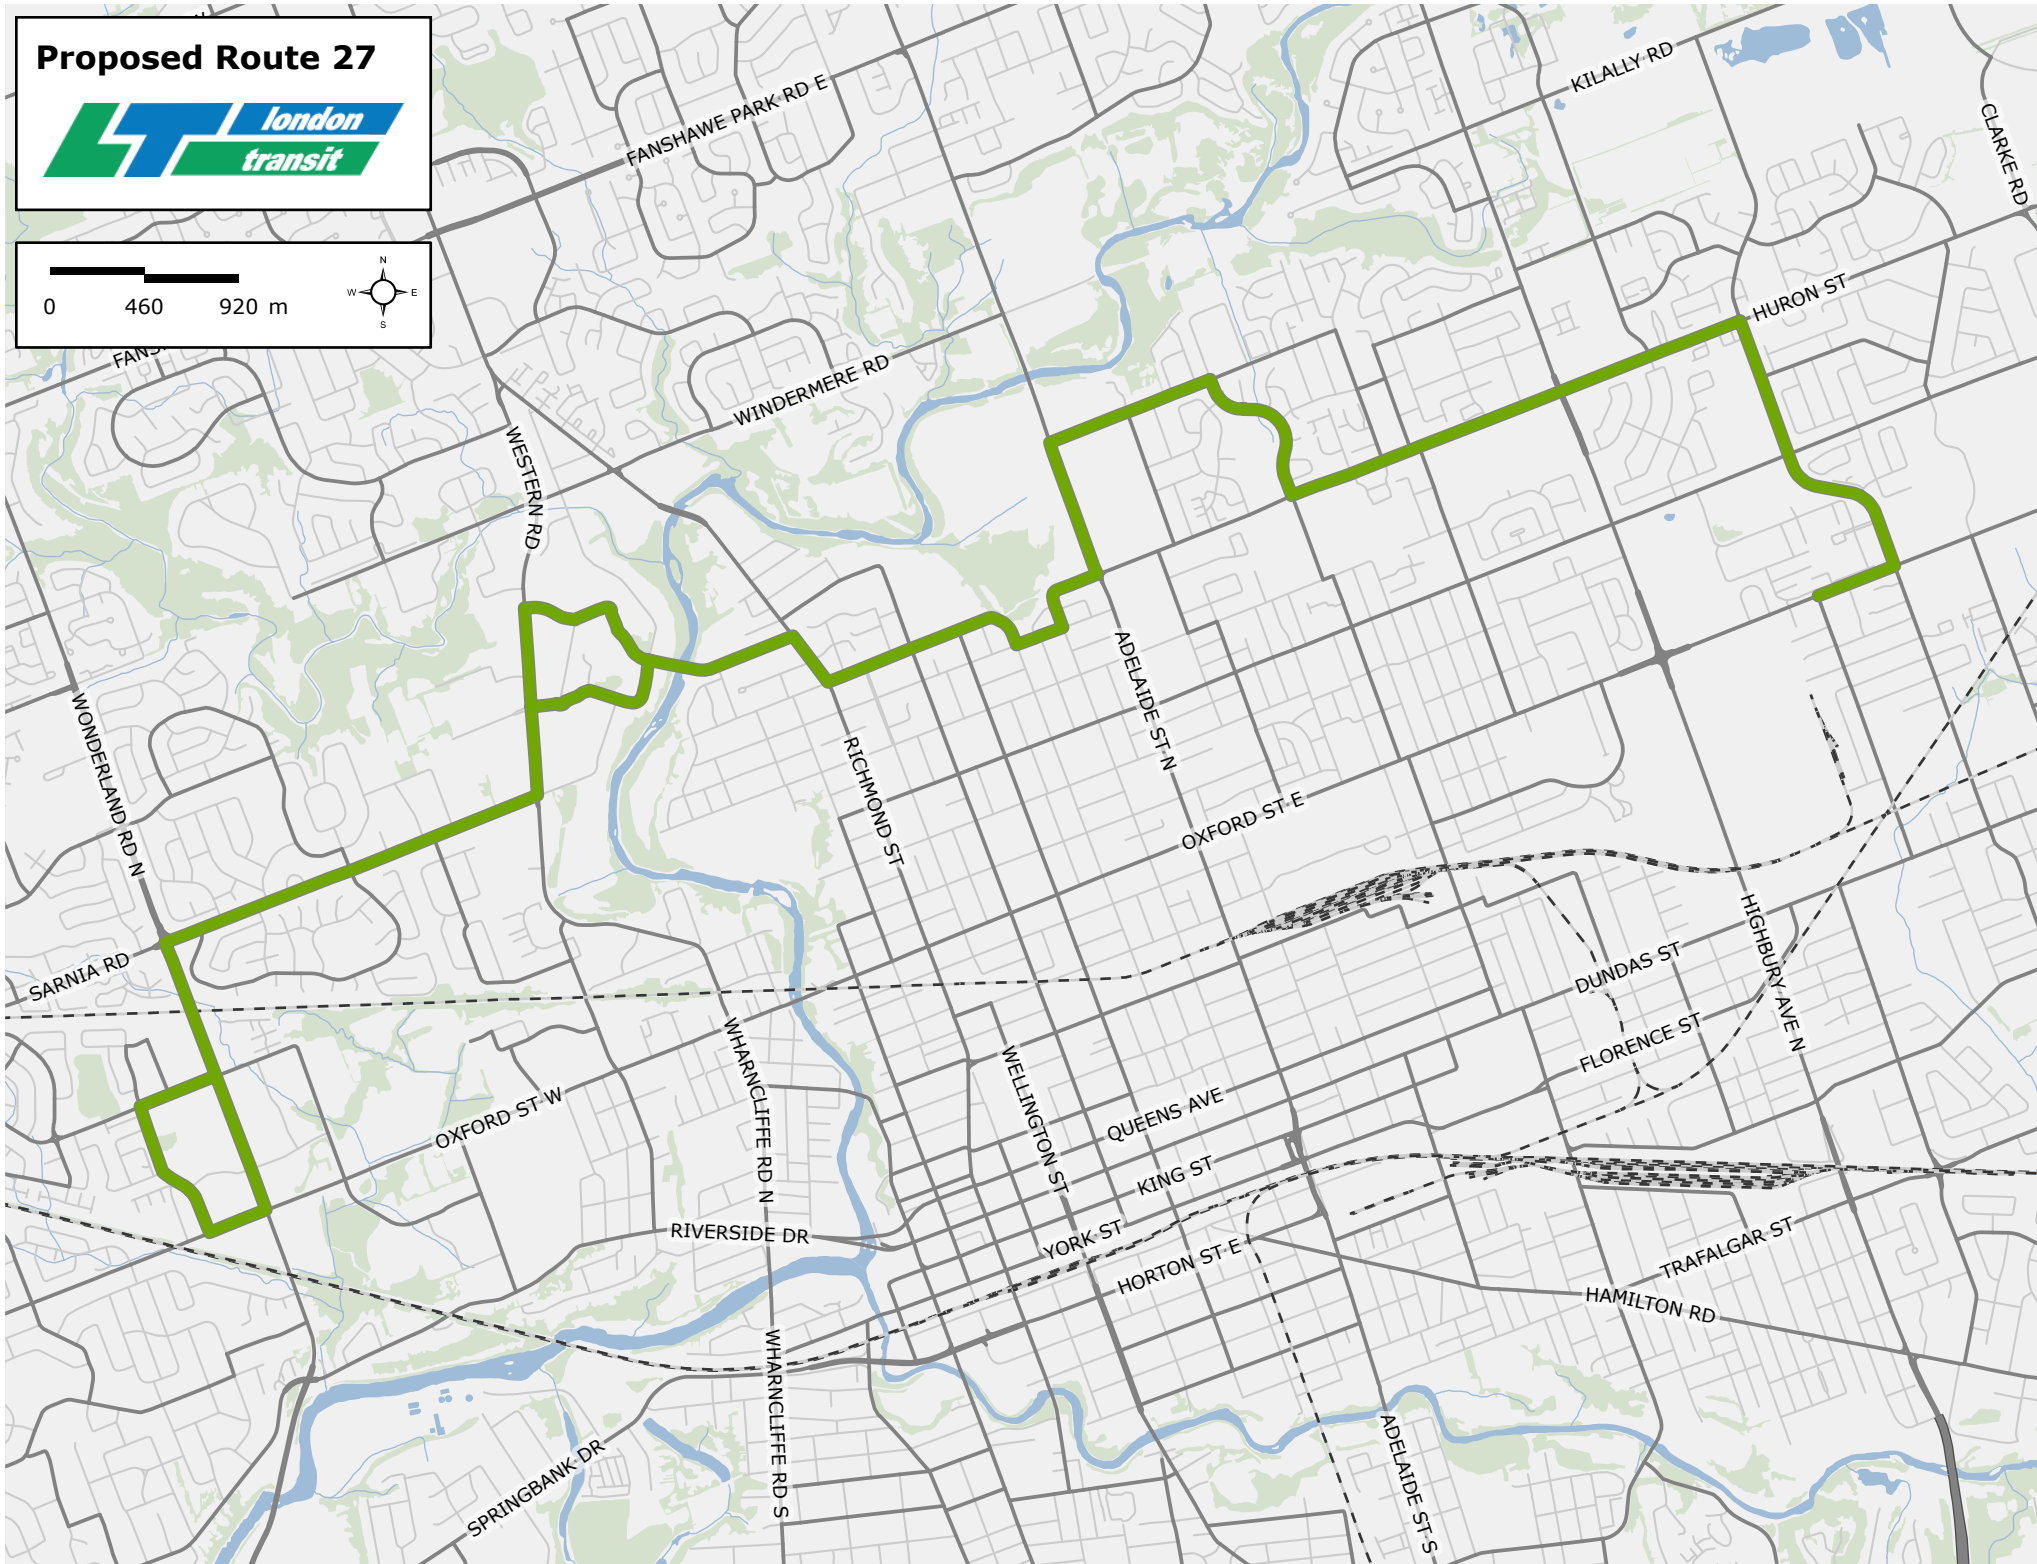 Proposed Route 27
london
transit
0 460 920 m
N
W E
S
FANSHAWE PARK RD E
KILALLY RD
CLARKE RD
HURON ST
WINDERMERE RD
WESTERN RD
ADELAIDE ST N
WONDERLAND RD N
RICHMOND ST
OXFORD ST E
SARNIA RD
HIGHBURY AVE N
DUNDAS ST
FLORENCE ST
WHARNCLIFFE RD N
WELLINGTON ST
OXFORD ST W
QUEENS AVE
KING ST
RIVERSIDE DR
YORK ST
HORTON ST E
TRAFALGAR ST
HAMILTON RD
WHARNCLIFFE RD S
SPRINGBANK DR
ADELAIDE ST S